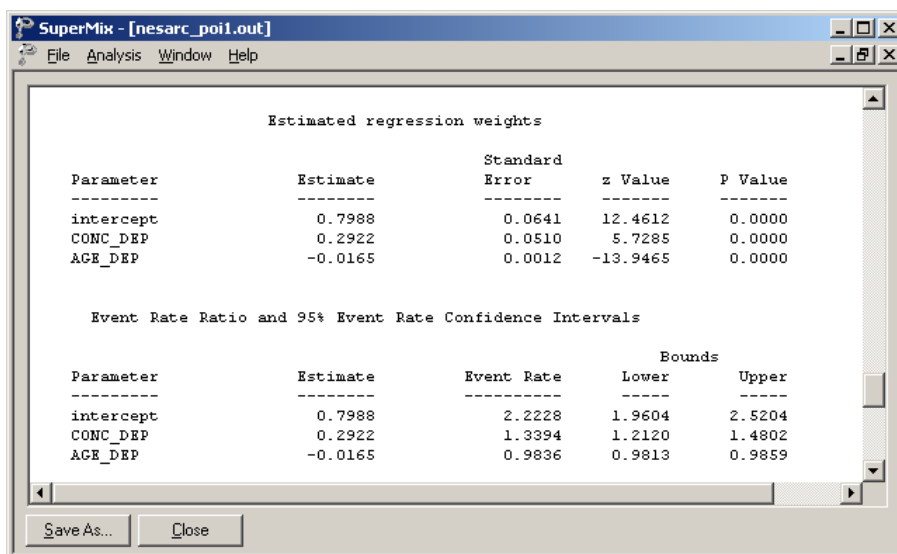 SuperMix - [nesarc_poi1.out]
File Analysis Window Help
Estimated regression weights
Standard
Parameter Estimate Error z Value P Value
--------- -------- -------- ------- -------
intercept 0.7988 0.0641 12.4612 0.0000
CONC_DEP 0.2922 0.0510 5.7285 0.0000
AGE_DEP -0.0165 0.0012 -13.9465 0.0000
Event Rate Ratio and 95% Event Rate Confidence Intervals
Bounds
Parameter Estimate Event Rate Lower Upper
--------- -------- ---------- ----- -----
intercept 0.7988 2.2228 1.9604 2.5204
CONC_DEP 0.2922 1.3394 1.2120 1.4802
AGE_DEP -0.0165 0.9836 0.9813 0.9859
Save As... Close